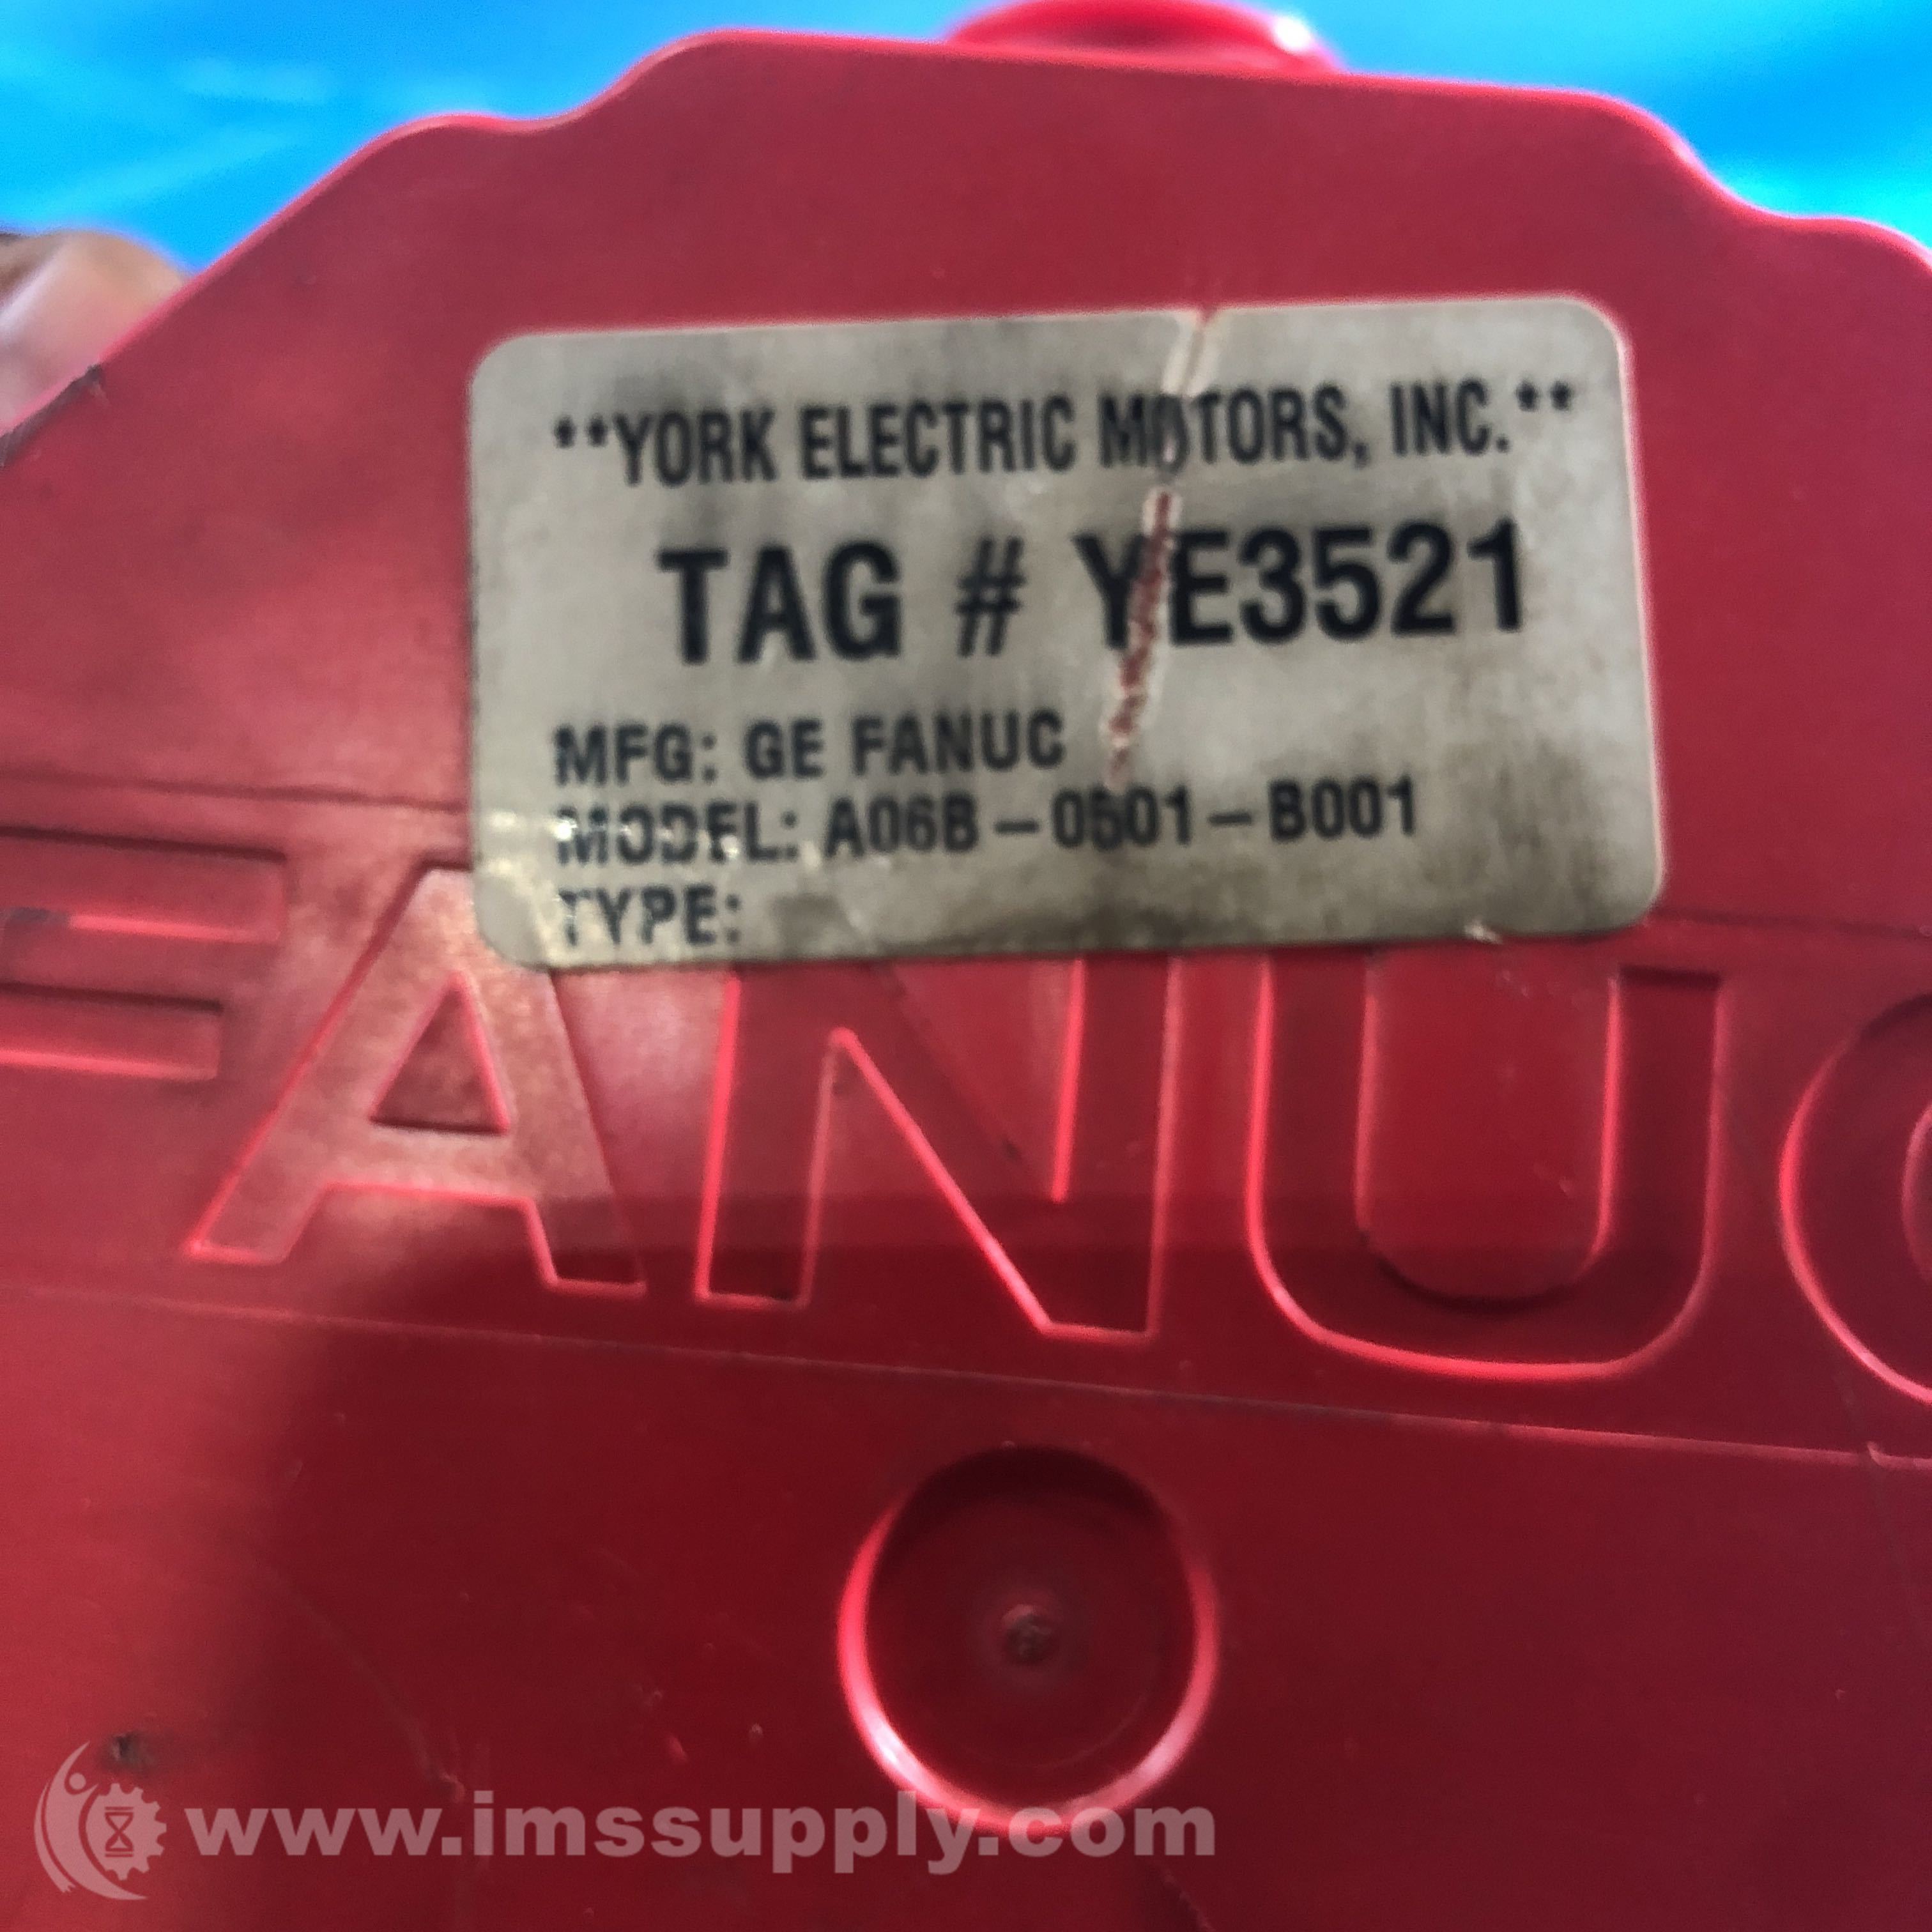 **YORK ELECTRIC MOTORS, INC.**
TAG # YE3521
MFG: GE FANUC
MODEL: A06B-0501-B001
TYPE:
FANUC
www.imssupply.com